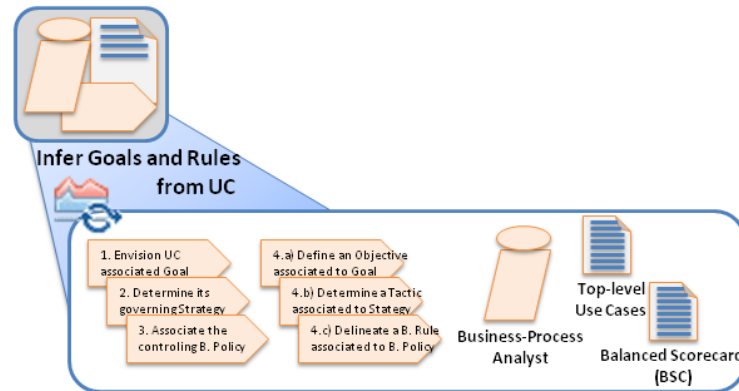 Infer Goals and Rules
from UC
1. Envision UC
associated Goal
2. Determine its
governing Strategy
3. Associate the
controling B. Policy
4.a) Define an Objective
associated to Goal
4.b) Determine a Tactic
associated to Stategy
4.c) Delineate a B. Rule
associated to B. Policy
Business-Process
Analyst
Top-level
Use Cases
Balanced Scorecard
(BSC)